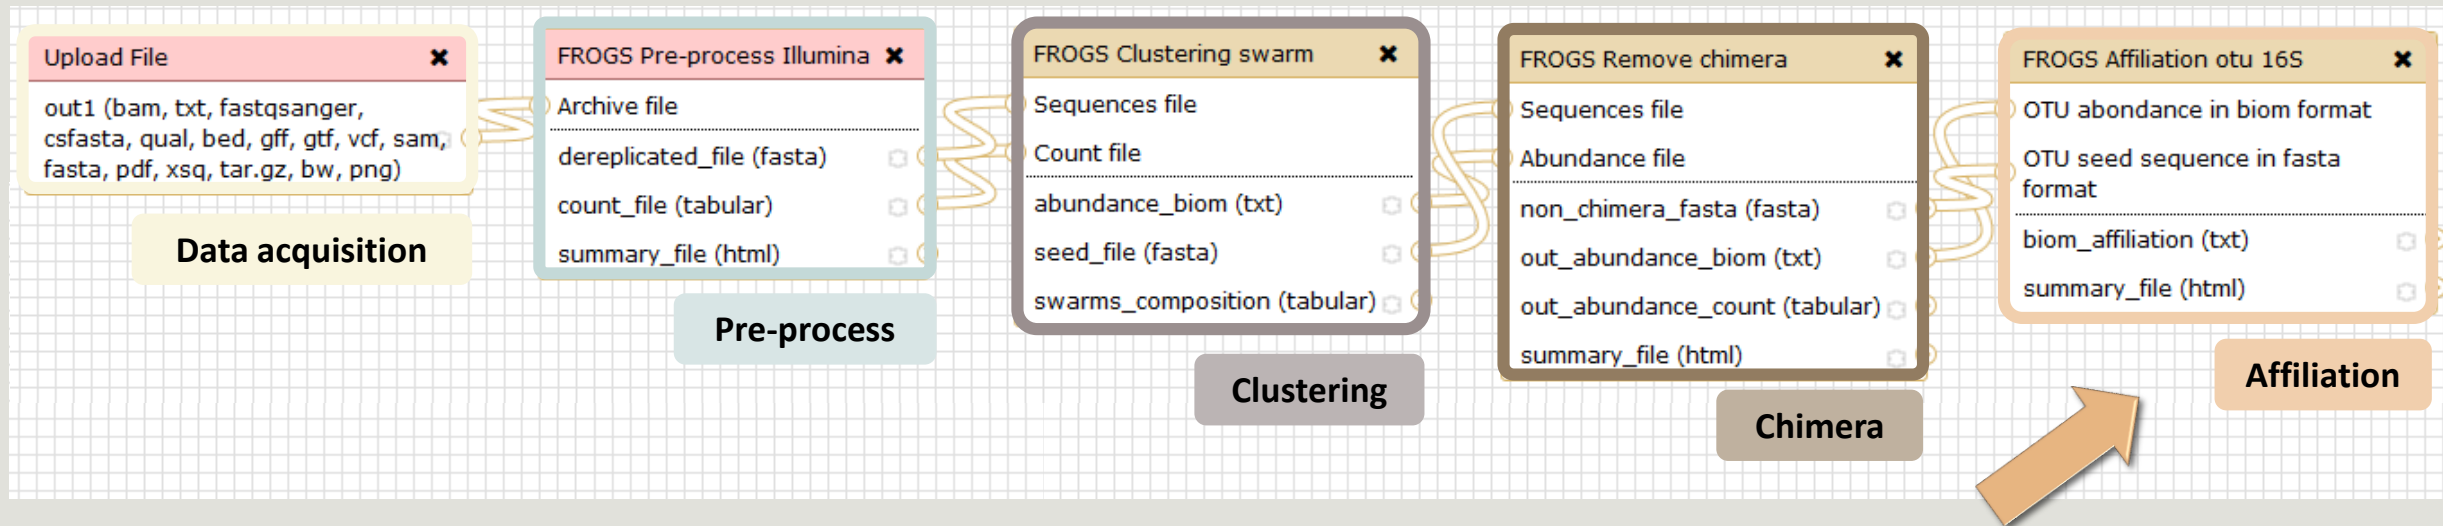 Upload File
out1 (bam, txt, fastqsanger,
csfasta, qual, bed, gff, gtf, vcf, sam,
fasta, pdf, xsq, tar.gz, bw, png)
Data acquisition
FROGS Pre-process Illumina
Archive file
dereplicated_file (fasta)
count_file (tabular)
summary_file (html)
Pre-process
FROGS Clustering swarm
Sequences file
Count file
abundance_biom (txt)
seed_file (fasta)
swarms_composition (tabular)
Clustering
FROGS Remove chimera
Sequences file
Abundance file
non_chimera_fasta (fasta)
out_abundance_biom (txt)
out_abundance_count (tabular)
summary_file (html)
Chimera
FROGS Affiliation otu 16S
OTU abondance in biom format
OTU seed sequence in fasta
format
biom_affiliation (txt)
summary_file (html)
Affiliation